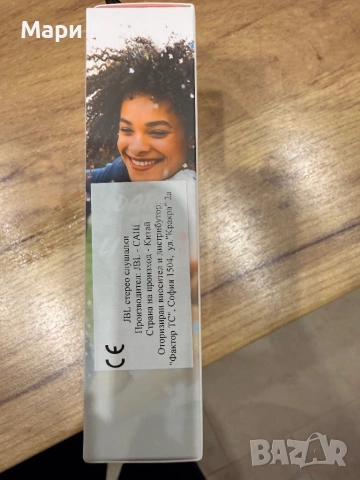 Мари
JBL стерео слушалки
Производител: JBL - САЩ
Страна на произход - Китай
Оторизиран вносител и дистрибутор:
"Фактор ТС", София 1504, ул."Кракра" 2а
CE
BAZAR